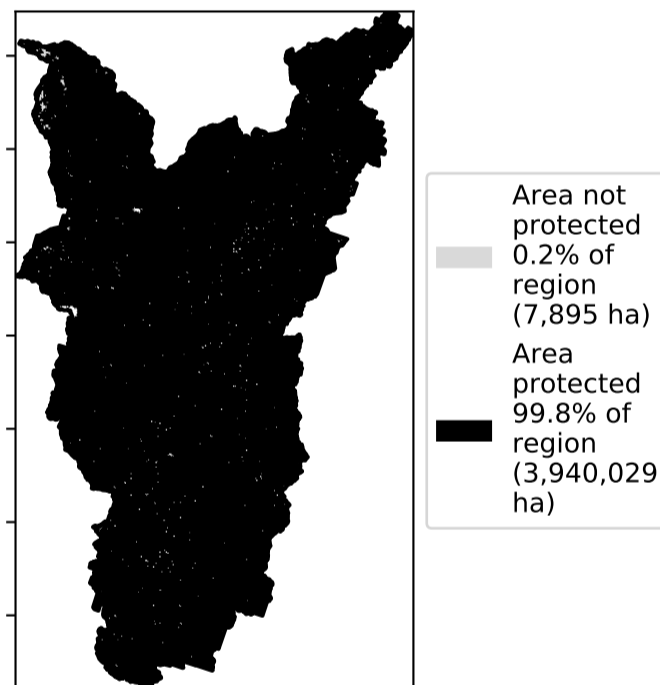 Area not
protected
0.2% of
region
(7,895 ha)
Area
protected
99.8% of
region
(3,940,029
ha)